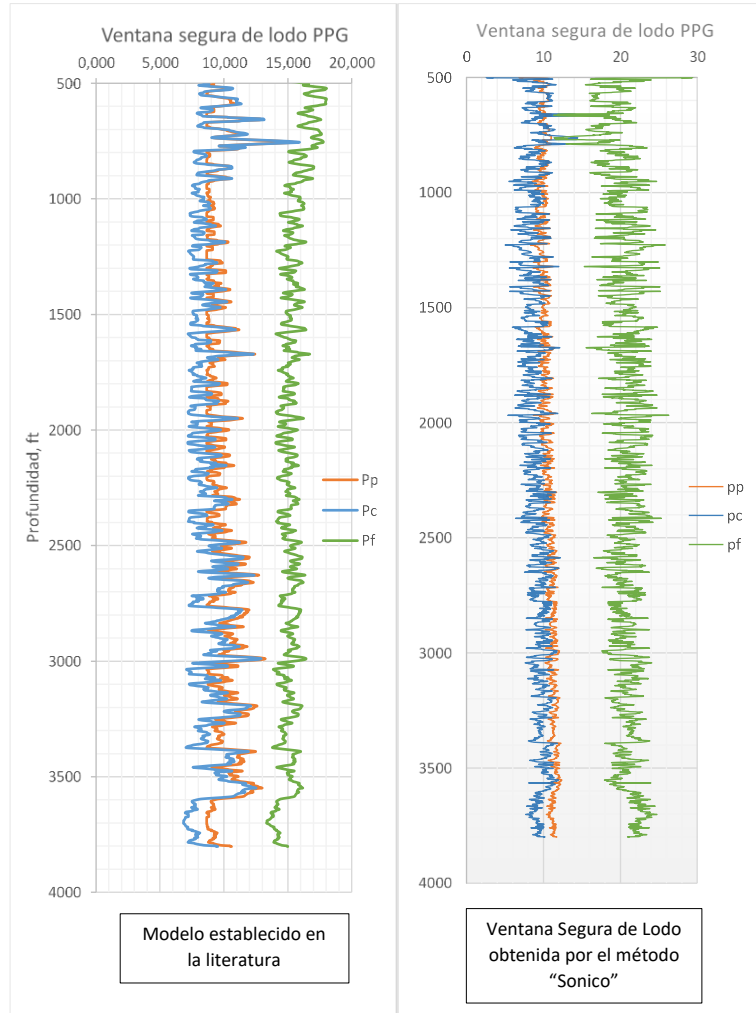 Ventana segura de lodo PPG
0,000 5,000 10,000 15,000 20,000
500
1000
1500
2000
2500
3000
3500
4000
Profundidad, ft
Pp
Pc
Pf
Modelo establecido en
la literatura
Ventana segura de lodo PPG
0 10 20 30
500
1000
1500
2000
2500
3000
3500
4000
pp
pc
pf
Ventana Segura de Lodo
obtenida por el método
“Sonico”